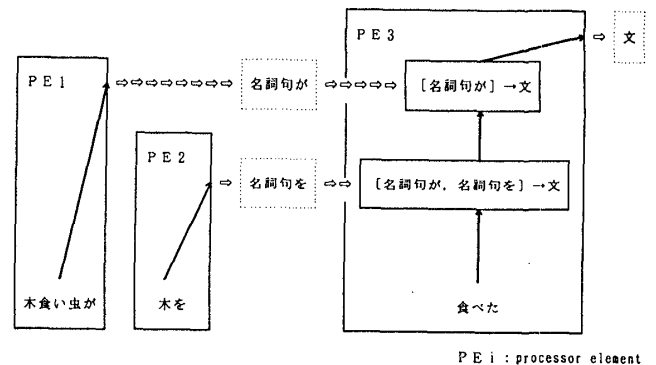 PE3
文
PE1
名詞句が
[名詞句が]→文
PE2
名詞句を
[名詞句が, 名詞句を]→文
木食い虫が
木を
食べた
PEi : processor element